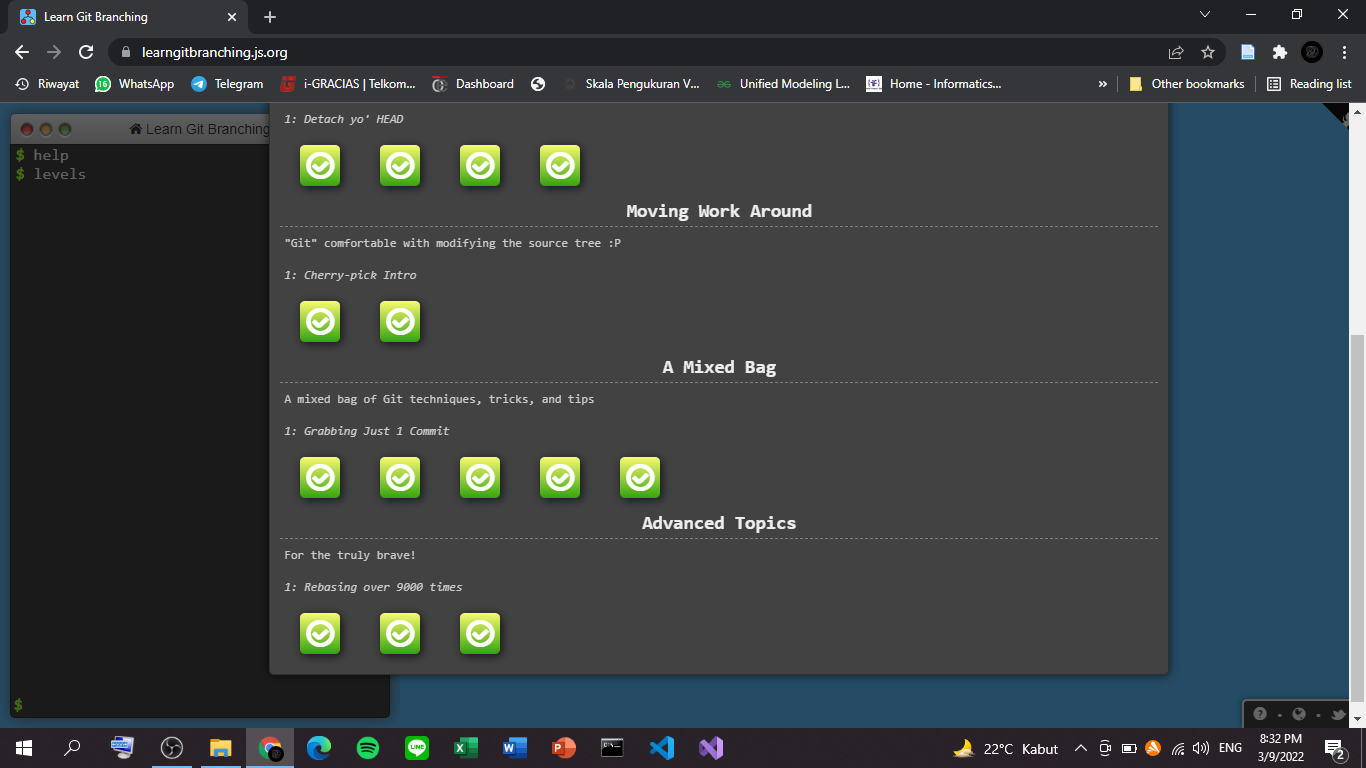 Learn Git Branching
learngitbranching.js.org
Riwayat
WhatsApp
Telegram
i-GRACIAS | Telkom...
Dashboard
Skala Pengukuran V...
Unified Modeling L...
Home - Informatics...
»
Other bookmarks
Reading list
Learn Git Branching
$ help
$ levels
$
1: Detach yo' HEAD
Moving Work Around
"Git" comfortable with modifying the source tree :P
1: Cherry-pick Intro
A Mixed Bag
A mixed bag of Git techniques, tricks, and tips
1: Grabbing Just 1 Commit
Advanced Topics
For the truly brave!
1: Rebasing over 9000 times
22°C Kabut
ENG
8:32 PM
3/9/2022
2